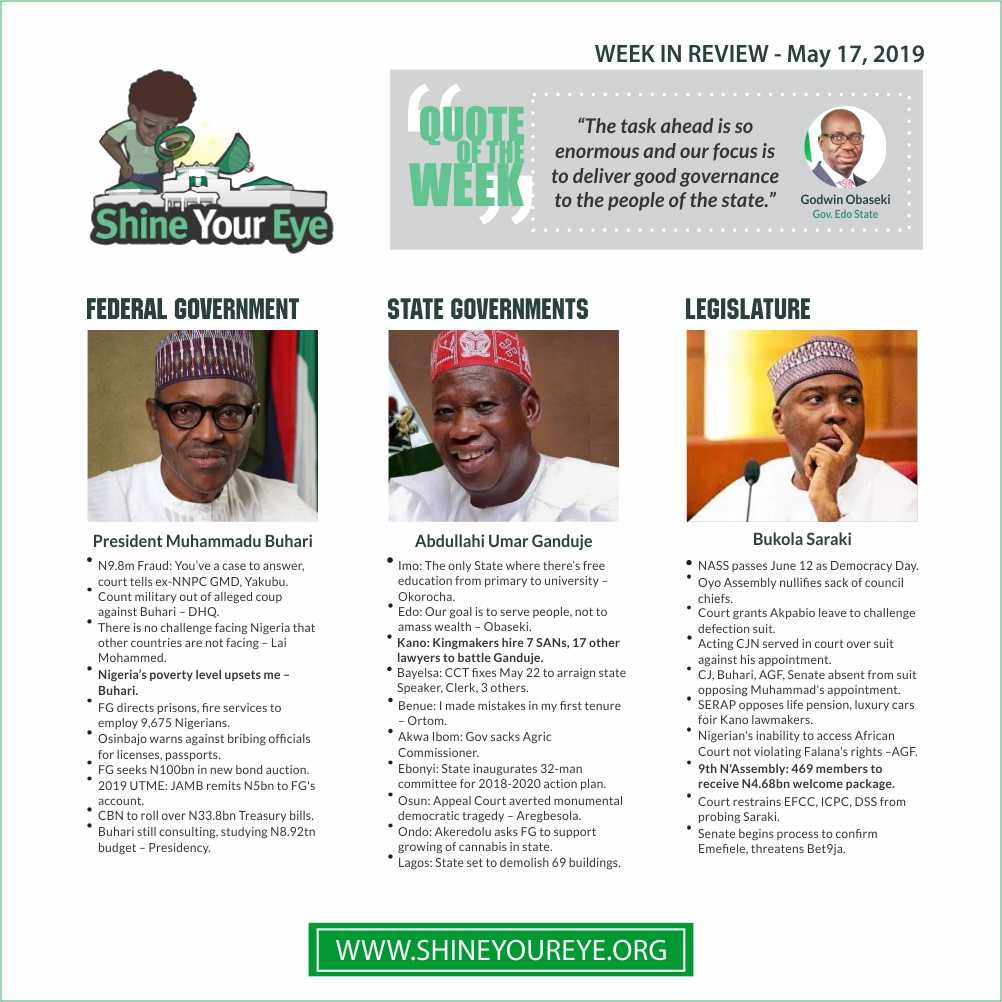 WEEK IN REVIEW - May 17, 2019
Shine Your Eye
QUOTE
OF THE
WEEK
“The task ahead is so
enormous and our focus is
to deliver good governance
to the people of the state.”
Godwin Obaseki
Gov. Edo State
FEDERAL GOVERNMENT
President Muhammadu Buhari
• N9.8m Fraud: You’ve a case to answer,
court tells ex-NNPC GMD, Yakubu.
• Count military out of alleged coup
against Buhari – DHQ.
• There is no challenge facing Nigeria that
other countries are not facing – Lai
Mohammed.
• Nigeria’s poverty level upsets me –
Buhari.
• FG directs prisons, fire services to
employ 9,675 Nigerians.
• Osinbajo warns against bribing officials
for licenses, passports.
• FG seeks N100bn in new bond auction.
• 2019 UTME: JAMB remits N5bn to FG's
account.
• CBN to roll over N33.8bn Treasury bills.
• Buhari still consulting, studying N8.92tn
budget – Presidency.
STATE GOVERNMENTS
Abdullahi Umar Ganduje
• Imo: The only State where there’s free
education from primary to university –
Okorocha.
• Edo: Our goal is to serve people, not to
amass wealth – Obaseki.
• Kano: Kingmakers hire 7 SANs, 17 other
lawyers to battle Ganduje.
• Bayelsa: CCT fixes May 22 to arraign state
Speaker, Clerk, 3 others.
• Benue: I made mistakes in my first tenure
– Ortom.
• Akwa Ibom: Gov sacks Agric
Commissioner.
• Ebonyi: State inaugurates 32-man
committee for 2018-2020 action plan.
• Osun: Appeal Court averted monumental
democratic tragedy – Aregbesola.
• Ondo: Akeredolu asks FG to support
growing of cannabis in state.
• Lagos: State set to demolish 69 buildings.
LEGISLATURE
Bukola Saraki
• NASS passes June 12 as Democracy Day.
• Oyo Assembly nullifies sack of council
chiefs.
• Court grants Akpabio leave to challenge
defection suit.
• Acting CJN served in court over suit
against his appointment.
• CJ, Buhari, AGF, Senate absent from suit
opposing Muhammad's appointment.
• SERAP opposes life pension, luxury cars
foir Kano lawmakers.
• Nigerian's inability to access African
Court not violating Falana's rights –AGF.
• 9th N'Assembly: 469 members to
receive N4.68bn welcome package.
• Court restrains EFCC, ICPC, DSS from
probing Saraki.
• Senate begins process to confirm
Emefiele, threatens Bet9ja.
WWW.SHINEYOUREYE.ORG